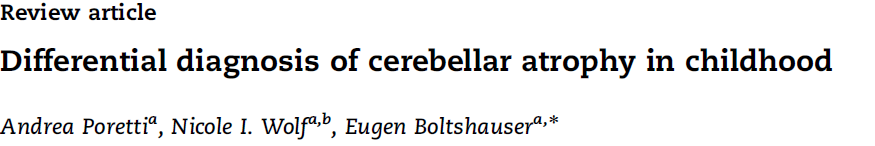 Review article
Differential diagnosis of cerebellar atrophy in childhood
Andrea Poretti^a, Nicole I. Wolf^a,b, Eugen Boltshauser^a,*